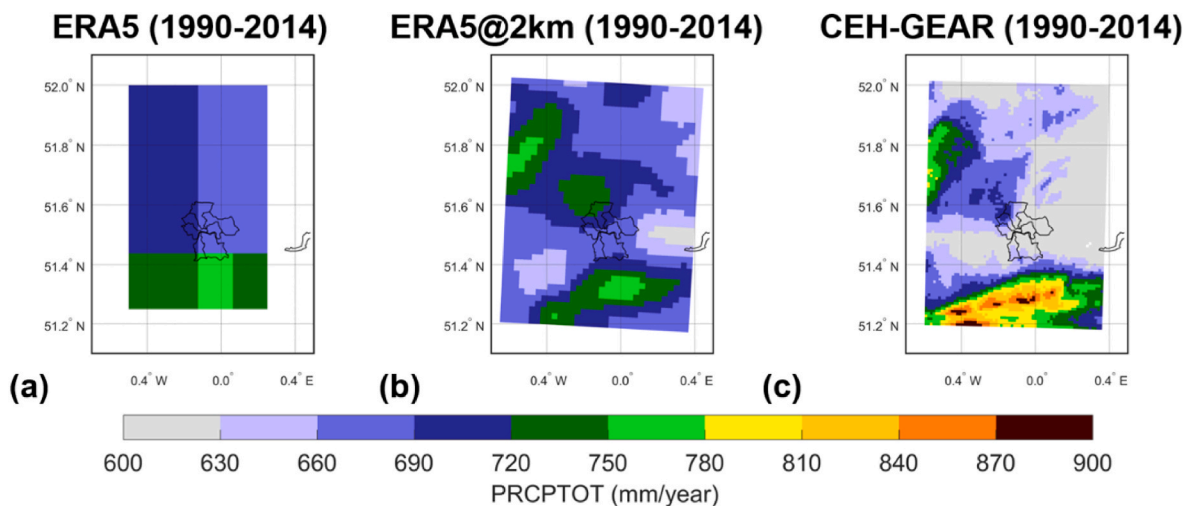 ERA5 (1990-2014) ERA5@2km (1990-2014) CEH-GEAR (1990-2014)
52.0° N 52.0° N 52.0° N
51.8° N 51.8° N 51.8° N
51.6° N 51.6° N 51.6° N
51.4° N 51.4° N 51.4° N
51.2° N 51.2° N 51.2° N
0.4° W 0.0° 0.4° E 0.4° W 0.0° 0.4° E 0.4° W 0.0° 0.4° E
(a) (b) (c)
600 630 660 690 720 750 780 810 840 870 900
PRCPTOT (mm/year)